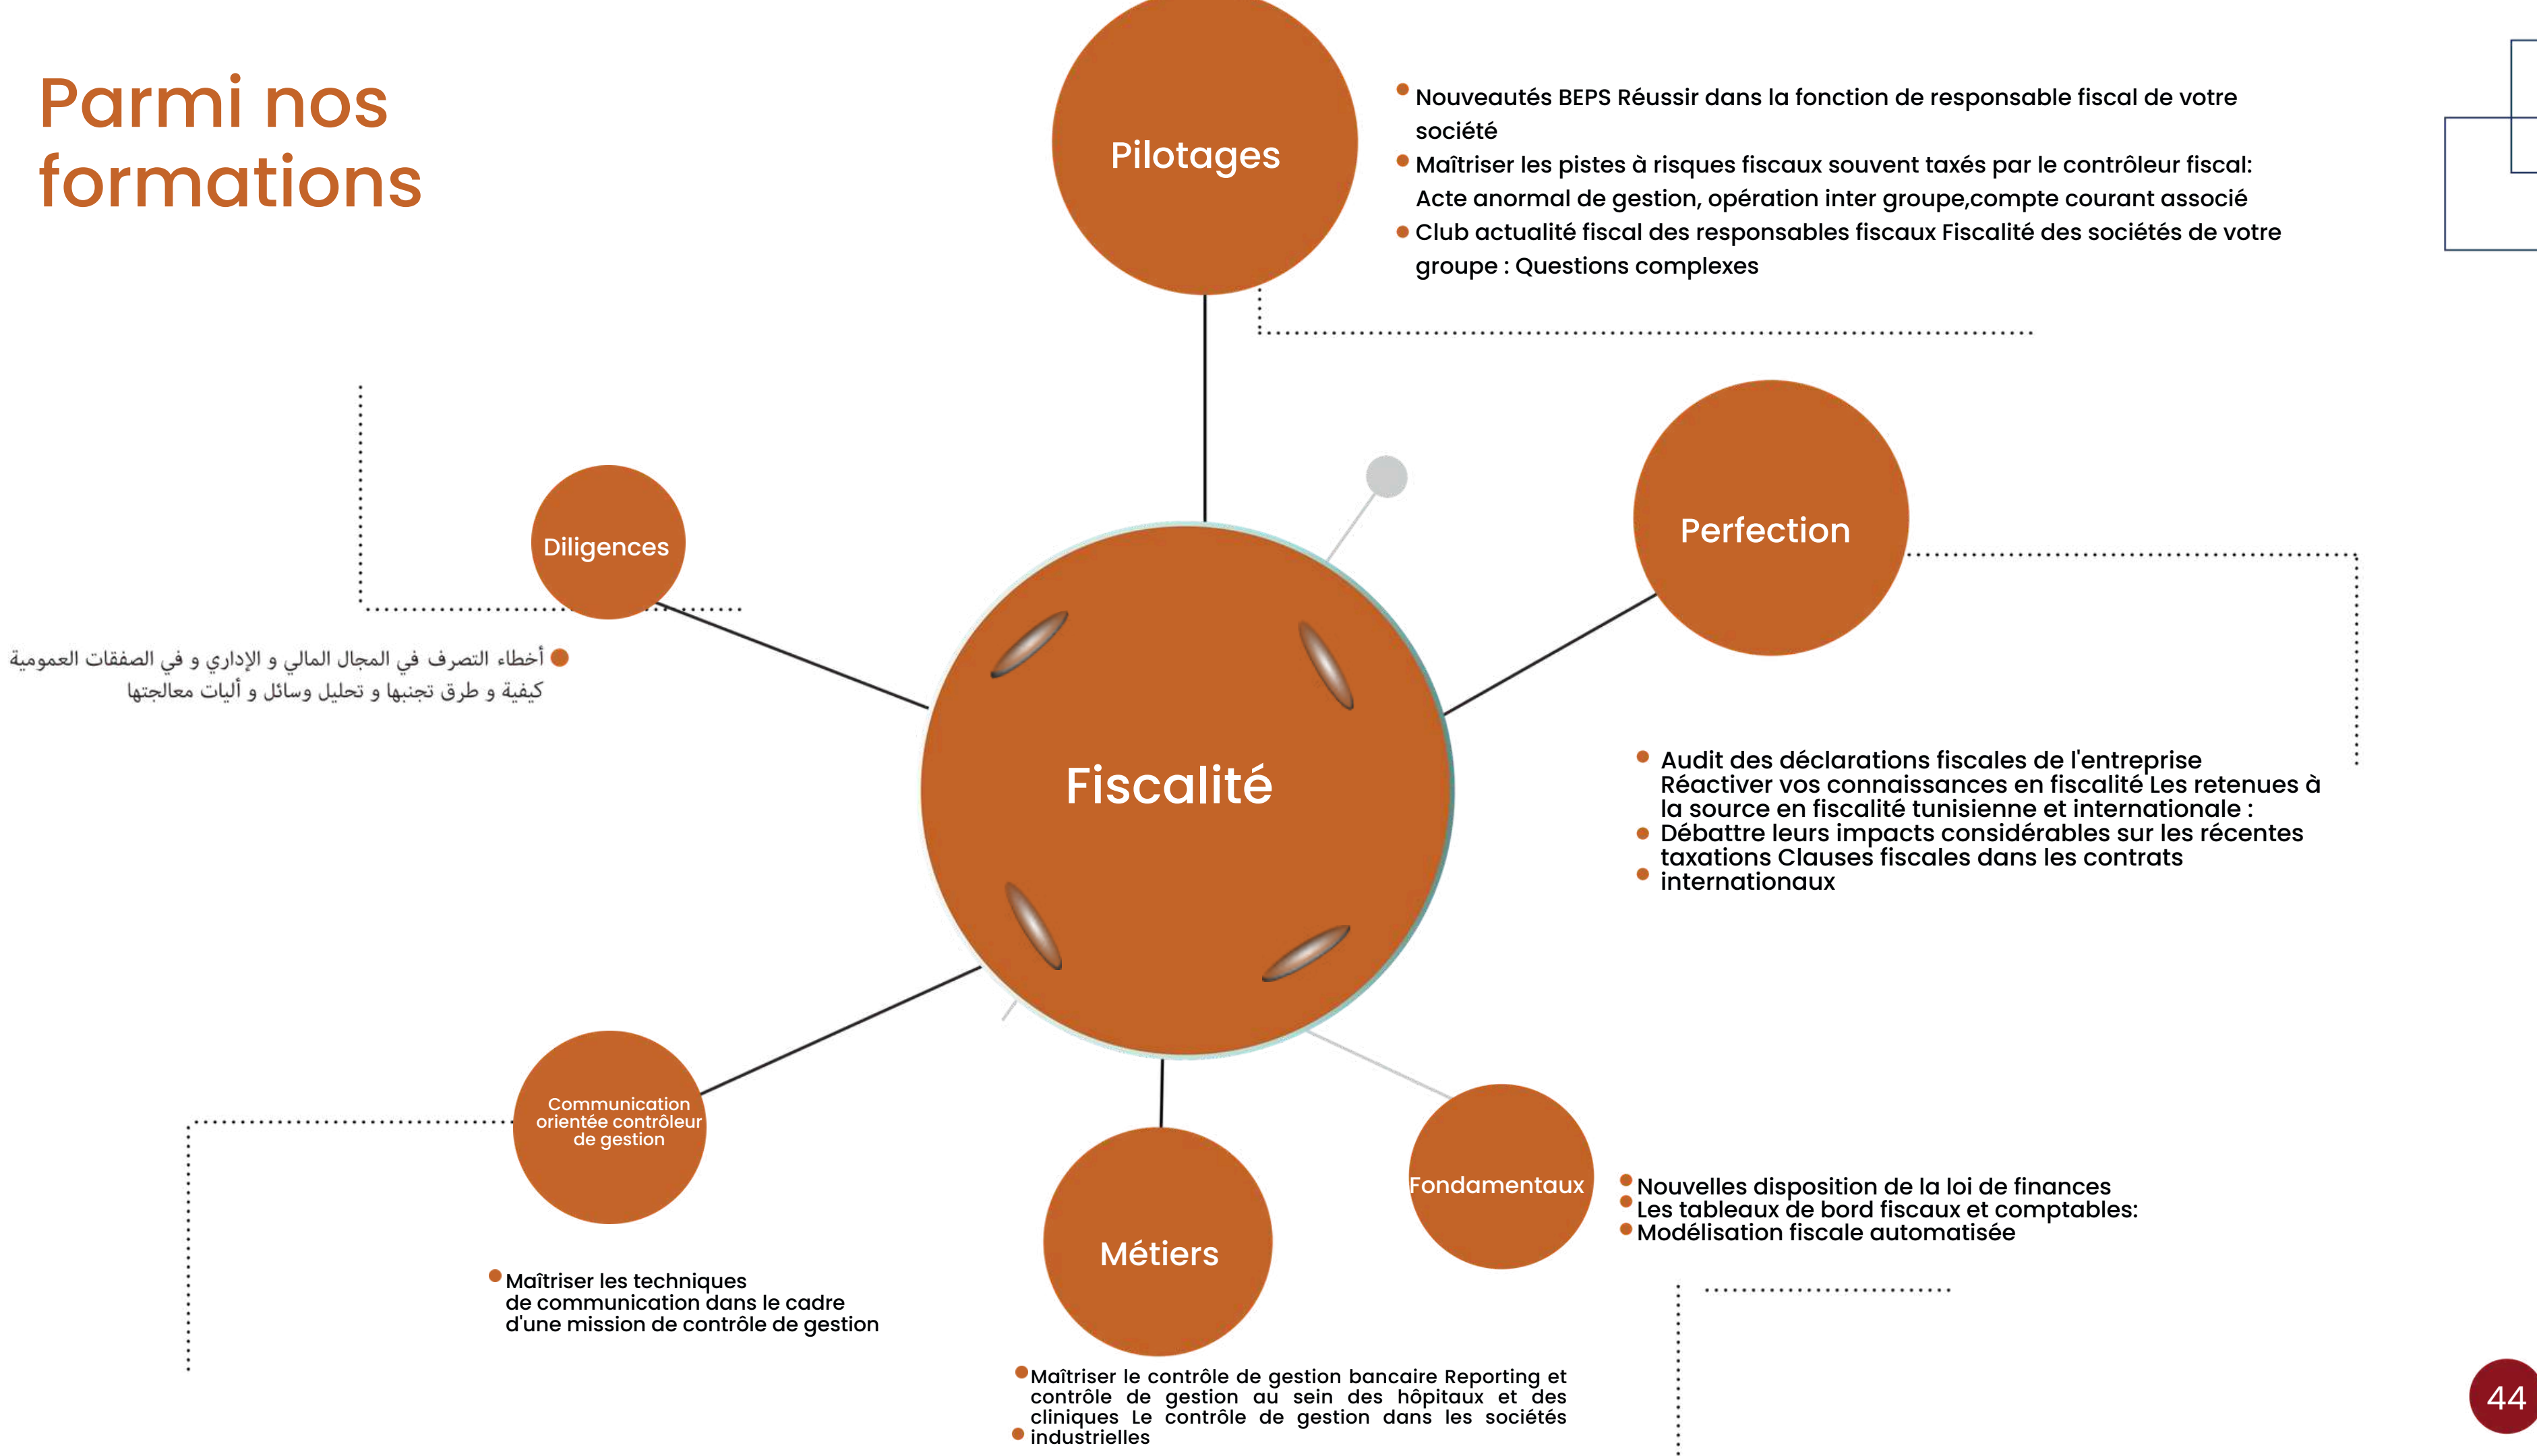 Parmi nos
formations
Pilotages
Nouveautés BEPS Réussir dans la fonction de responsable fiscal de votre
société
Maîtriser les pistes à risques fiscaux souvent taxés par le contrôleur fiscal:
Acte anormal de gestion, opération inter groupe,compte courant associé
Club actualité fiscal des responsables fiscaux Fiscalité des sociétés de votre
groupe : Questions complexes
Diligences
أخطاء التصرف في المجال المالي و الإداري و في الصفقات العمومية
كيفية و طرق تجنبها و تحليل وسائل و أليات معالجتها
Perfection
Audit des déclarations fiscales de l'entreprise
Réactiver vos connaissances en fiscalité Les retenues à
la source en fiscalité tunisienne et internationale :
Débattre leurs impacts considérables sur les récentes
taxations Clauses fiscales dans les contrats
internationaux
Fiscalité
Communication
orientée contrôleur
de gestion
Maîtriser les techniques
de communication dans le cadre
d'une mission de contrôle de gestion
Métiers
Maîtriser le contrôle de gestion bancaire Reporting et
contrôle de gestion au sein des hôpitaux et des
cliniques Le contrôle de gestion dans les sociétés
industrielles
Fondamentaux
Nouvelles disposition de la loi de finances
Les tableaux de bord fiscaux et comptables:
Modélisation fiscale automatisée
44